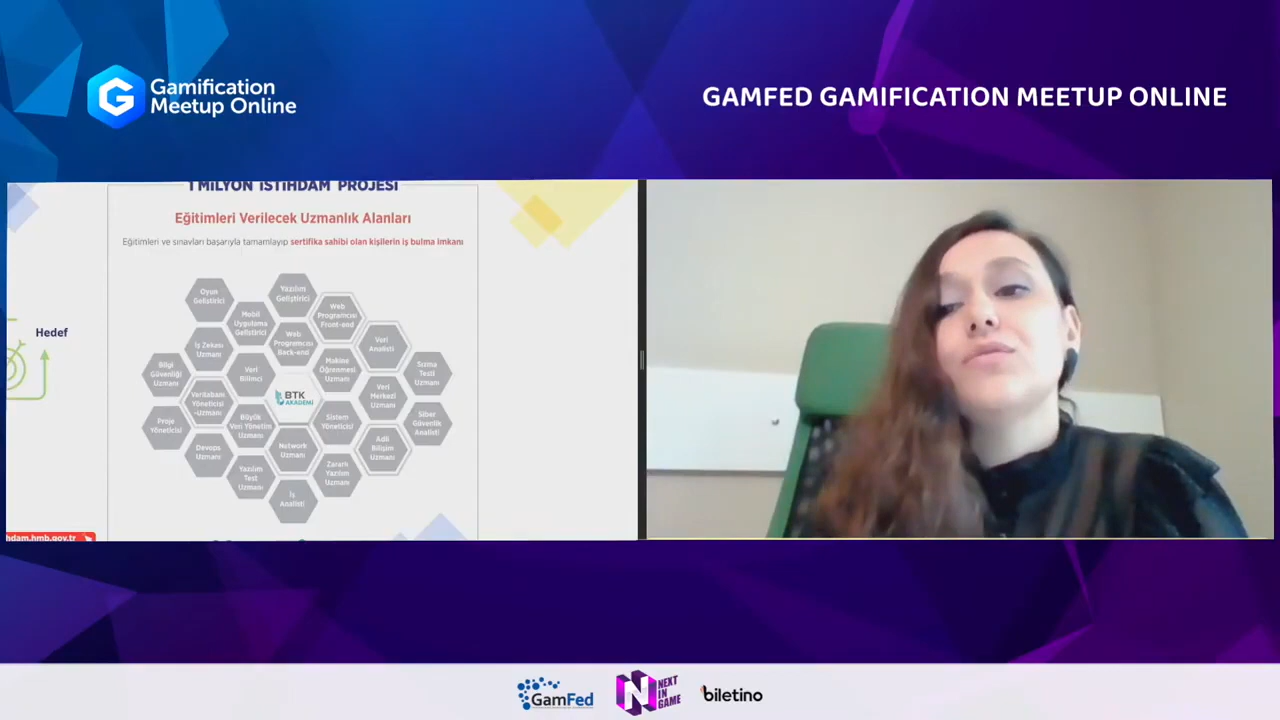 Gamification
Meetup Online
GAMFED GAMIFICATION MEETUP ONLINE
1 MİLYON İSTİHDAM PROJESİ
Eğitimleri Verilecek Uzmanlık Alanları
Eğitimleri ve sınavları başarıyla tamamlayıp sertifika sahibi olan kişilerin iş bulma imkanı
Hedef
Oyun
Geliştirici
Yazılım
Geliştirici
Mobil
Uygulama
Geliştirici
Web
Programcısı
Front-end
İş Zekası
Uzmanı
Web
Programcısı
Back-end
Veri
Analisti
Bilgi
Güvenliği
Uzmanı
Veri
Bilimci
Makine
Öğrenmesi
Uzmanı
Sızma
Testi
Uzmanı
Veritabanı
Yöneticisi
-uzmanı
BTK
AKADEMİ
Veri
Merkezi
Uzmanı
Proje
Yöneticisi
Büyük
Veri Yönetim
Uzmanı
Sistem
Yöneticisi
Siber
Güvenlik
Analisti
Devops
Uzmanı
Network
Uzmanı
Adli
Bilişim
Uzmanı
Yazılım
Test
Uzmanı
Zararlı
Yazılım
Uzmanı
İş
Analisti
hdam.hmb.gov.tr
GamFed
NEXT
IN
GAME
biletino